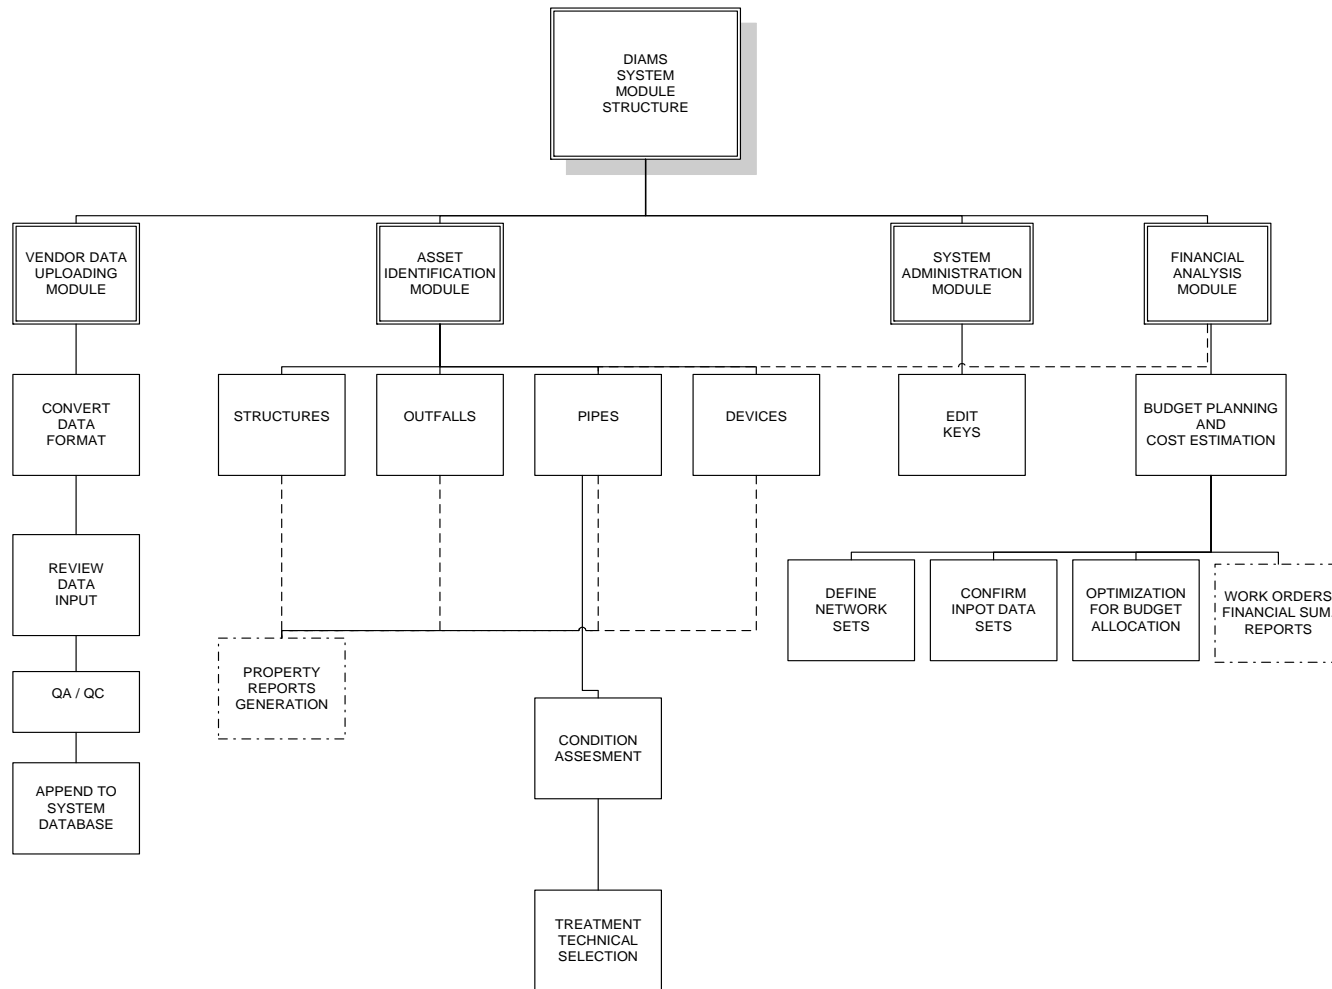 DIAMS
SYSTEM
MODULE
STRUCTURE
VENDOR DATA
UPLOADING
MODULE
ASSET
IDENTIFICATION
MODULE
SYSTEM
ADMINISTRATION
MODULE
FINANCIAL
ANALYSIS
MODULE
CONVERT
DATA
FORMAT
STRUCTURES
OUTFALLS
PIPES
DEVICES
EDIT
KEYS
BUDGET PLANNING
AND
COST ESTIMATION
REVIEW
DATA
INPUT
DEFINE
NETWORK
SETS
CONFIRM
INPOT DATA
SETS
OPTIMIZATION
FOR BUDGET
ALLOCATION
WORK ORDERS
FINANCIAL SUM.
REPORTS
QA / QC
PROPERTY
REPORTS
GENERATION
CONDITION
ASSESMENT
APPEND TO
SYSTEM
DATABASE
TREATMENT
TECHNICAL
SELECTION